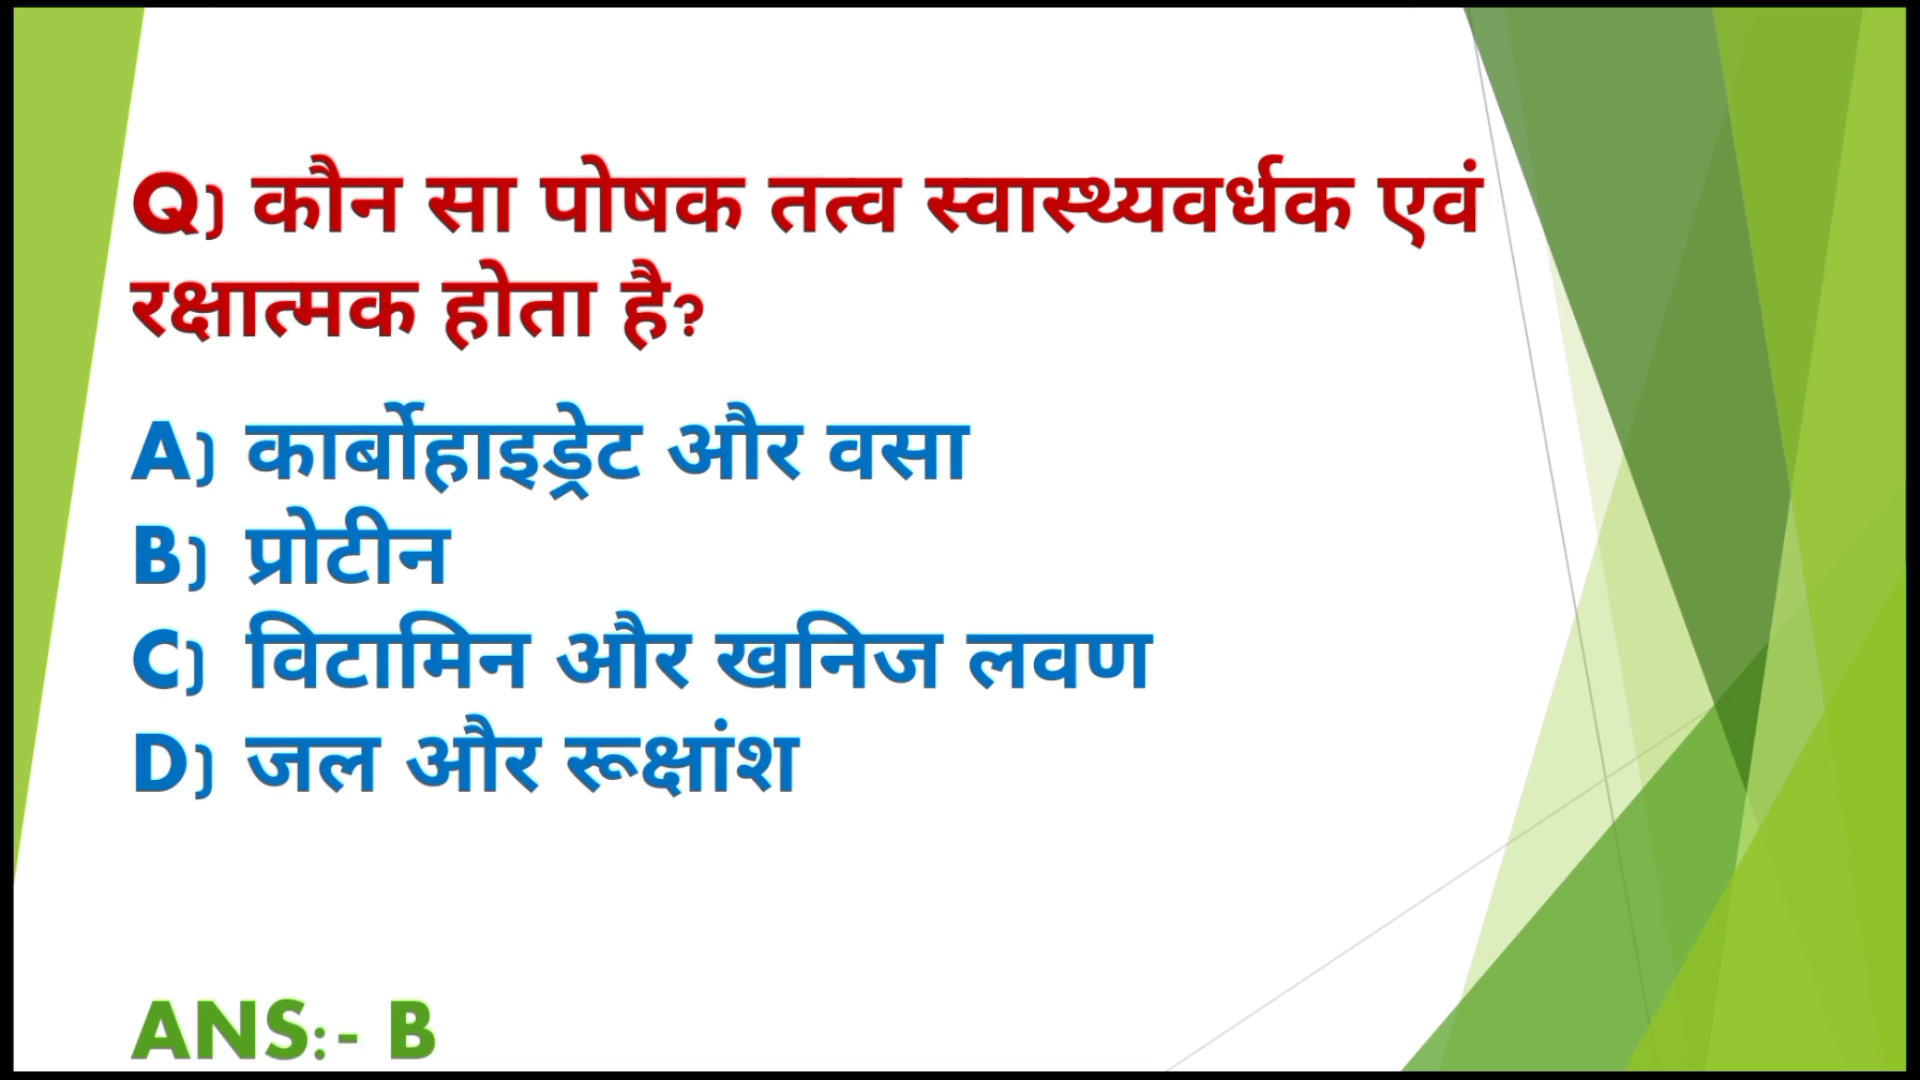 Q) कौन सा पोषक तत्व स्वास्थ्यवर्धक एवं
रक्षात्मक होता है?
A) कार्बोहाइड्रेट और वसा
B) प्रोटीन
C) विटामिन और खनिज लवण
D) जल और रूक्षांश
ANS:- B